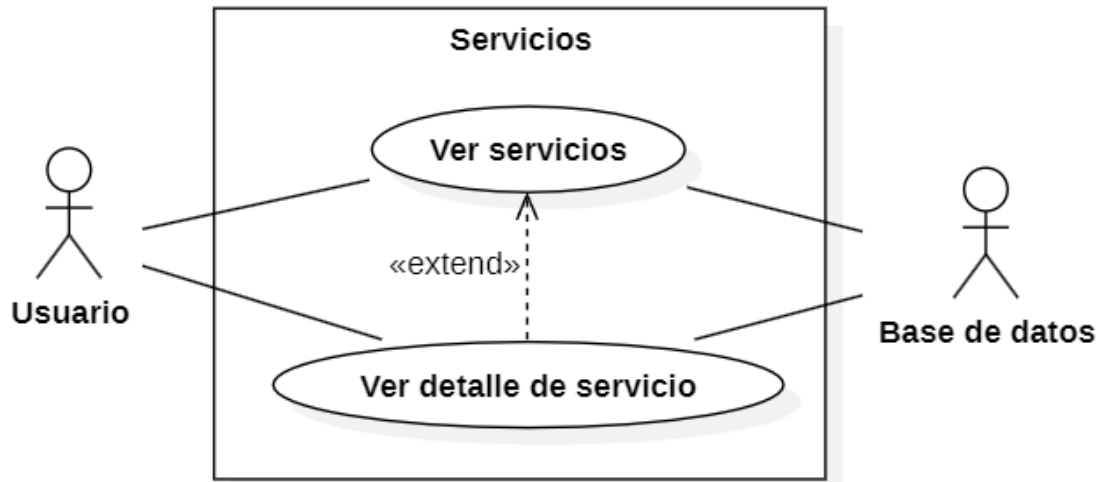 Servicios
Ver servicios
«extend»
Usuario
Base de datos
Ver detalle de servicio